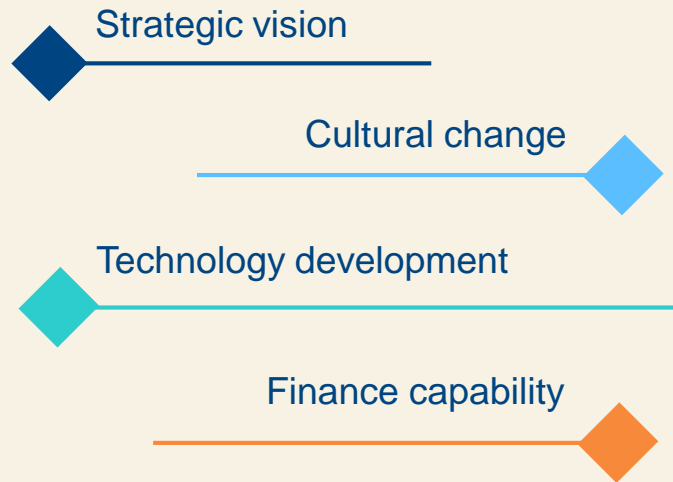 Strategic vision
Cultural change
Technology development
Finance capability